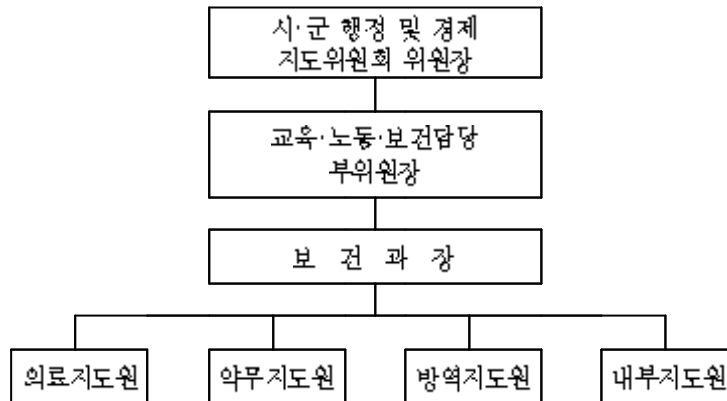 시·군 행정 및 경제
지도위원회 위원장
교육·노동·보건담당
부위원장
보 건 과 장
의료지도원 약무지도원 방역지도원 내부지도원